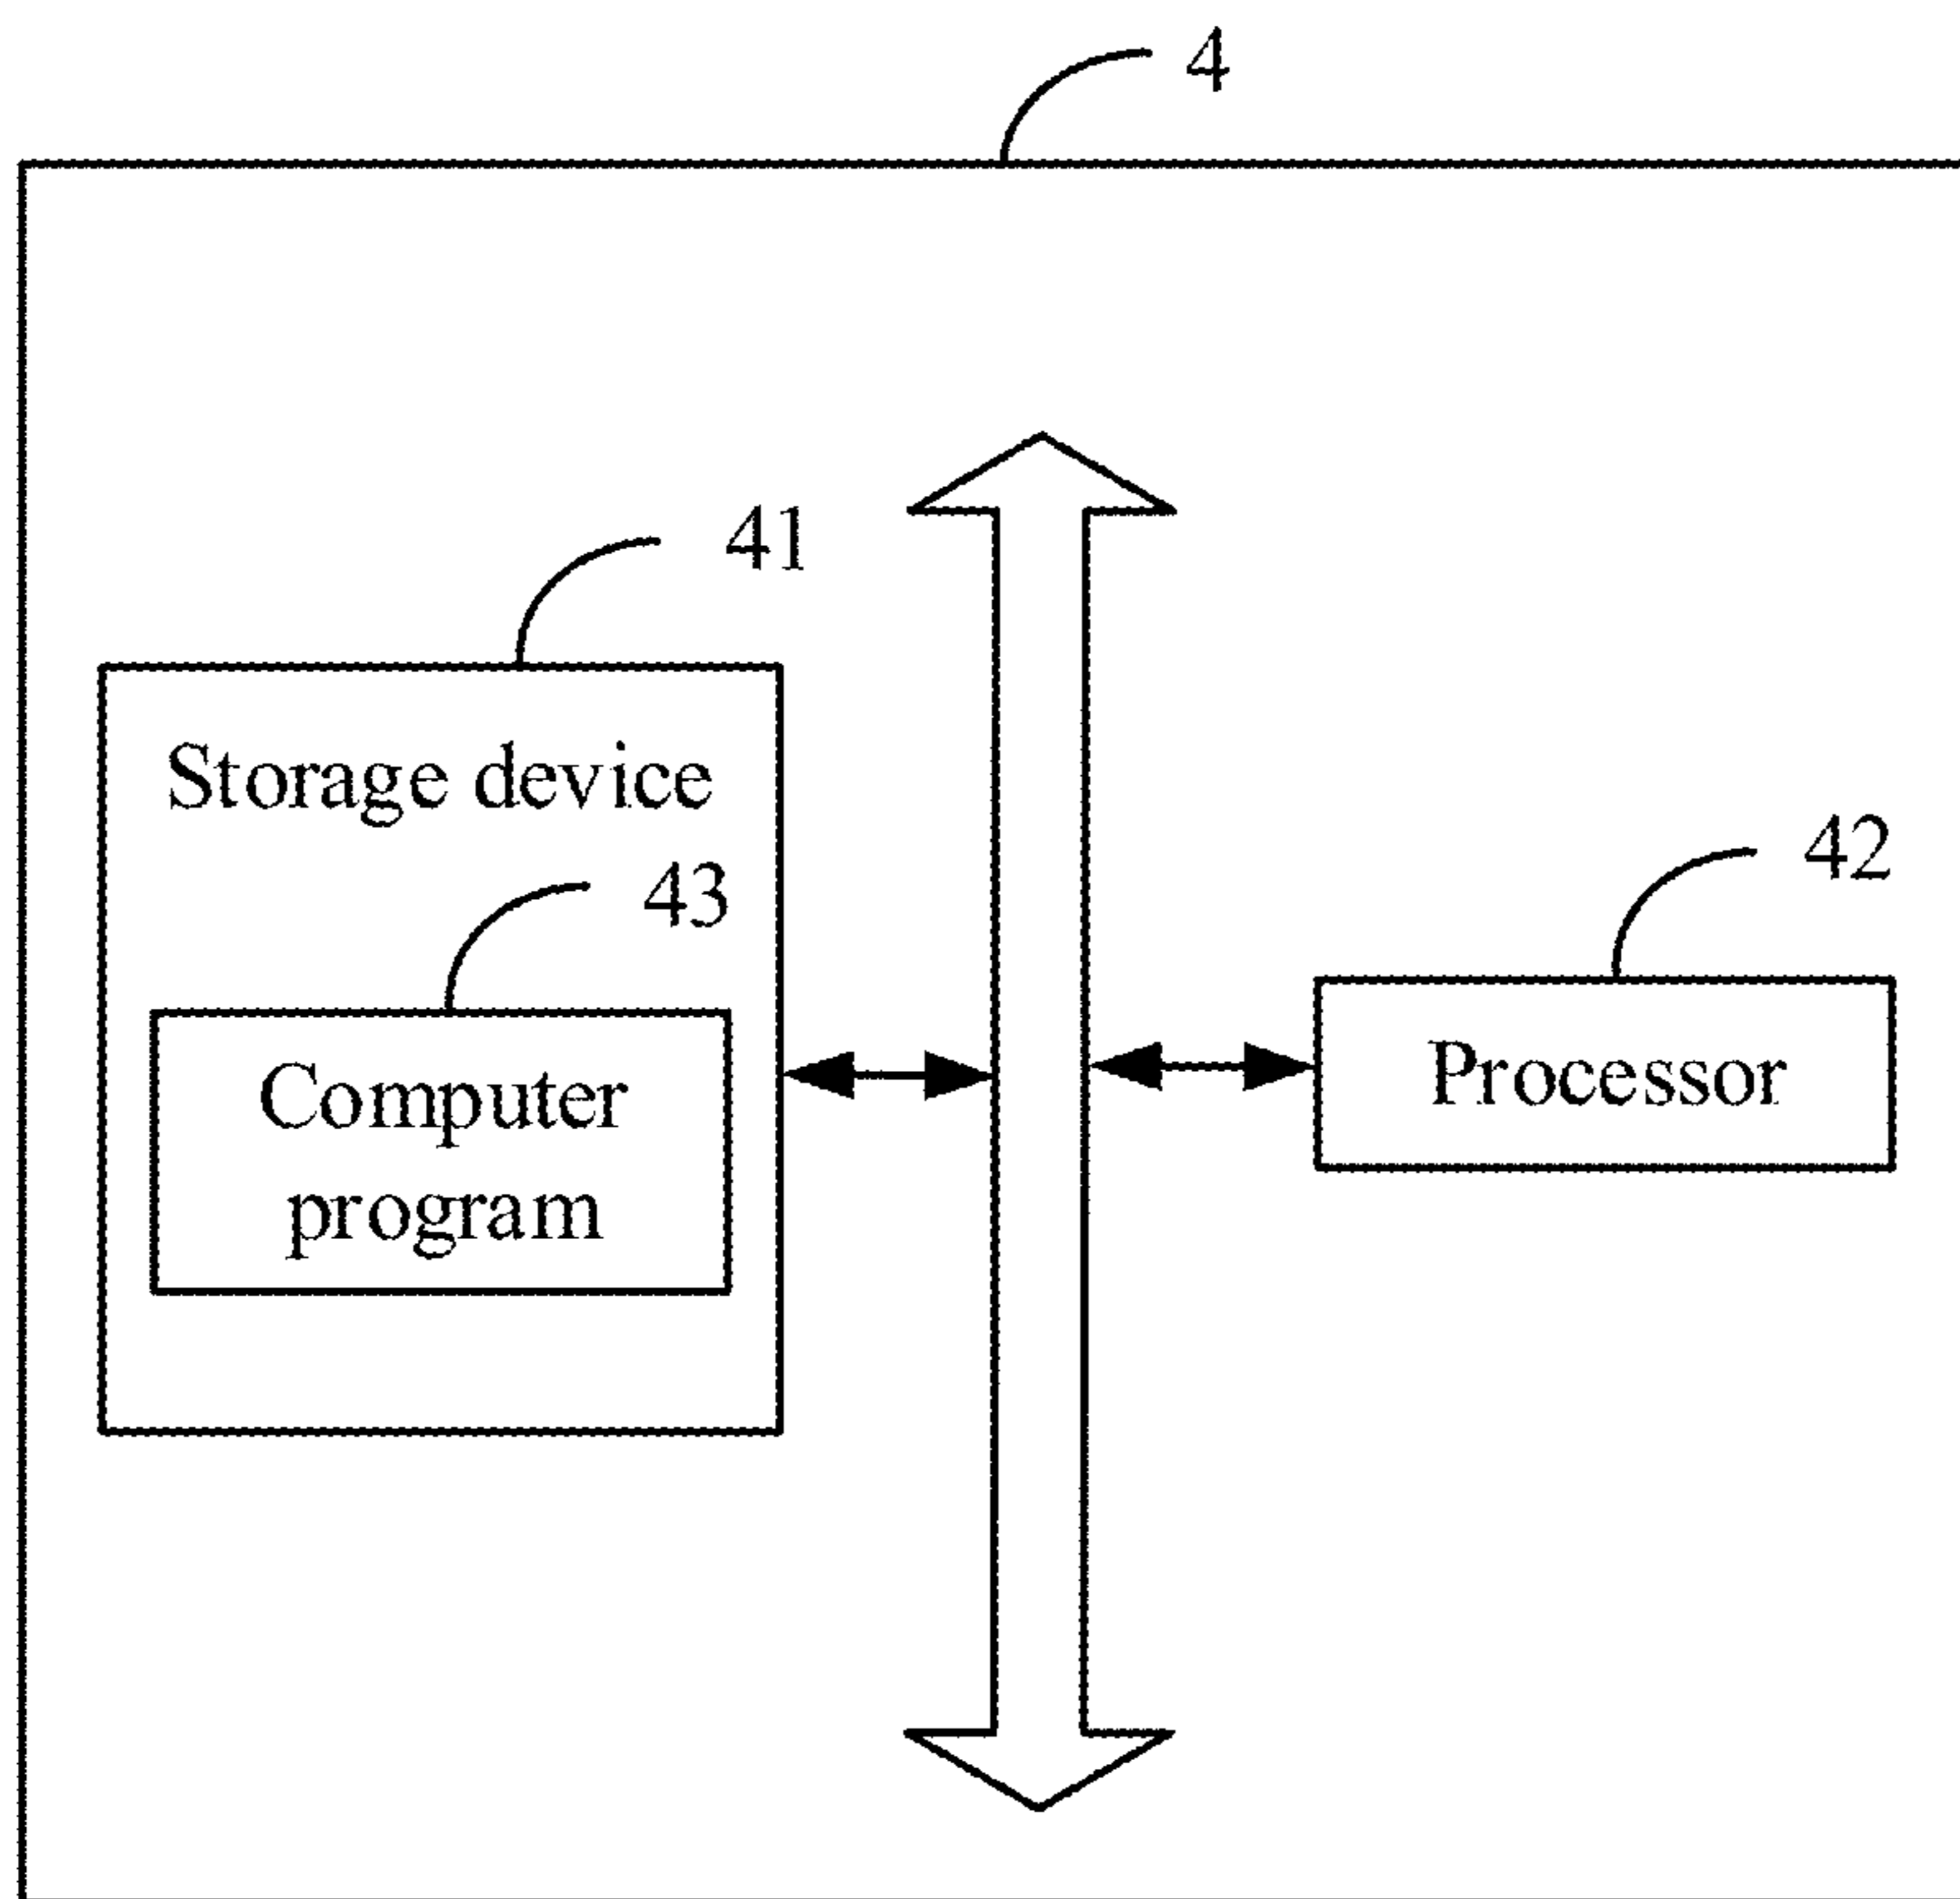 4
41
Storage device
42
43
Computer
program
Processor